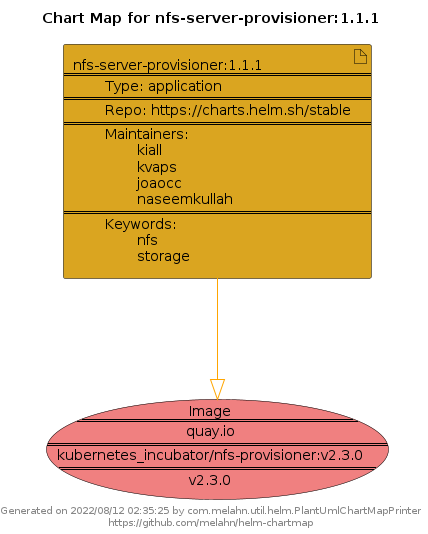 Chart Map for nfs-server-provisioner:1.1.1
nfs-server-provisioner:1.1.1
Type: application
Repo: https://charts.helm.sh/stable
Maintainers:
kiall
kvaps
joaocc
naseemkullah
Keywords:
nfs
storage
Image
quay.io
kubernetes_incubator/nfs-provisioner:v2.3.0
v2.3.0
Generated on 2022/08/12 02:35:25 by com.melahn.util.helm.PlantUmlChartMapPrinter
https://github.com/melahn/helm-chartmap